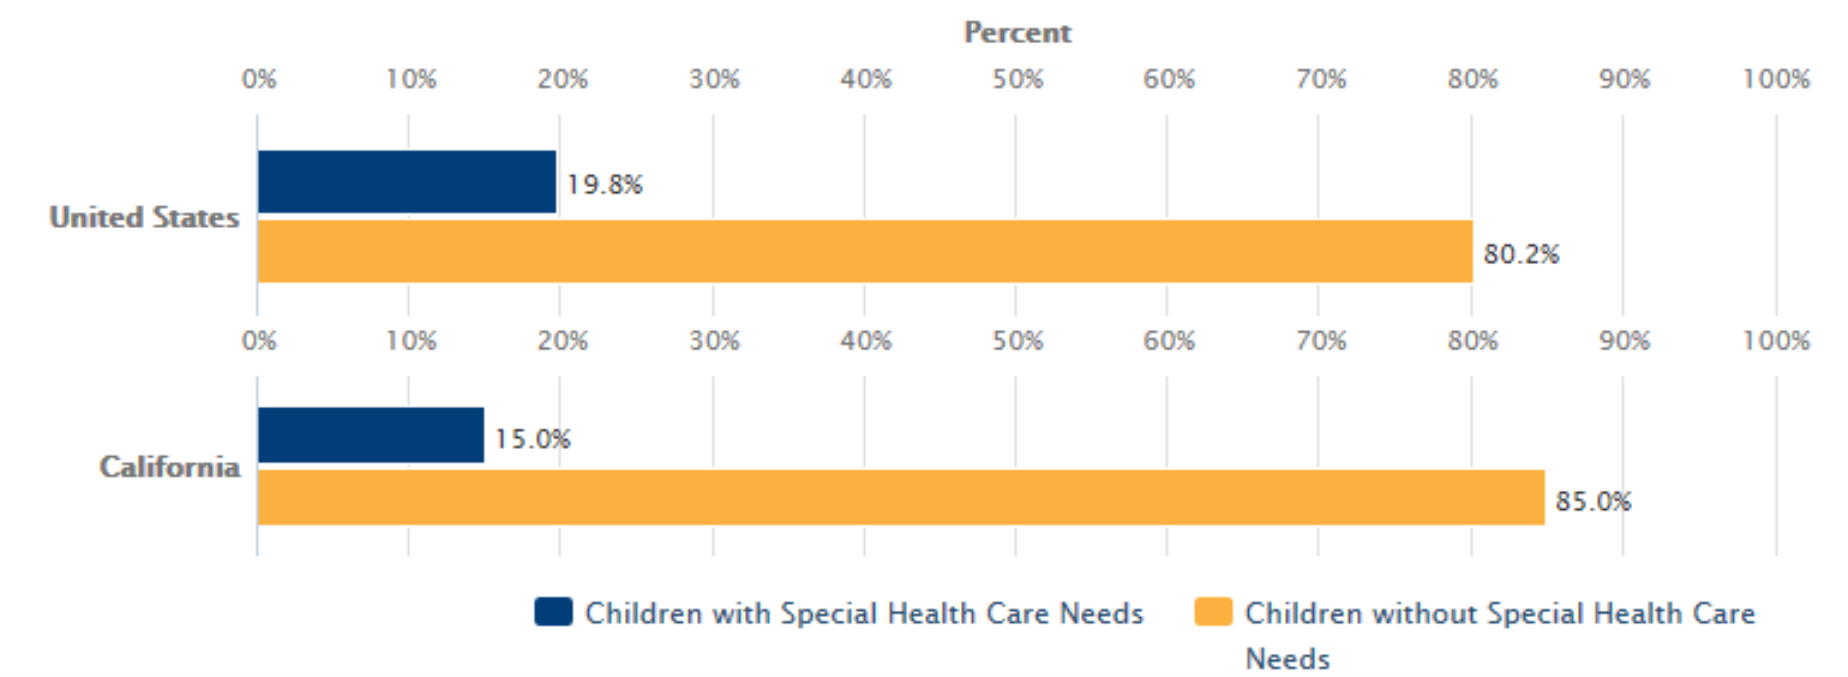 Percent
0% 10% 20% 30% 40% 50% 60% 70% 80% 90% 100%
19.8%
United States
80.2%
0% 10% 20% 30% 40% 50% 60% 70% 80% 90% 100%
15.0%
California
85.0%
Children with Special Health Care Needs
Children without Special Health Care
Needs